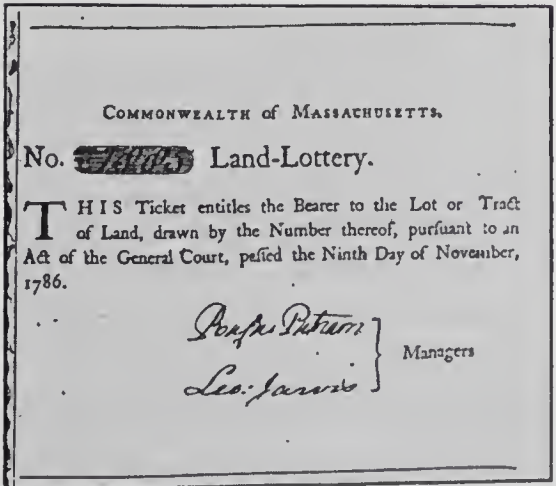 COMMONWEALTH of MASSACHUSETTS.
No. Land-Lottery.
THIS Ticket entitles the Bearer to the Lot or Tract
of Land, drawn by the Number thereof, pursuant to an
Act of the General Court, passed the Ninth Day of November,
1786.
Rufus Putnam
Managers
Leo: Jarvis